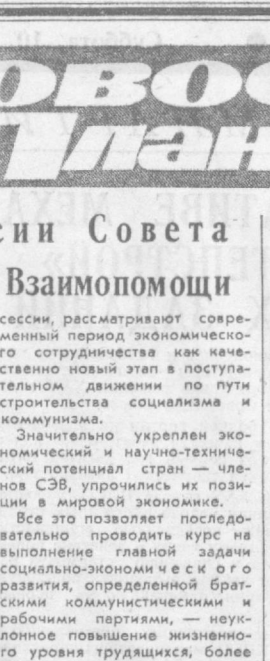 ово
План
сии Совета
Взаимопомощи
сессии, рассматривают совре-
менный период экономическо-
го сотрудничества как каче-
ственно новый этап в поступа-
тельном движении по пути
строительства социализма и
коммунизма.
Значительно укреплен эко-
номический и научно-техниче-
ский потенциал стран — чле-
нов СЭВ, упрочились их пози-
ции в мировой экономике.
Все это позволяет последо-
вательно проводить курс на
выполнение главной задачи
социально-экономического
развития, определенной брат-
скими коммунистическими и
рабочими партиями, — неук-
лонное повышение жизненно-
го уровня трудящихся, более